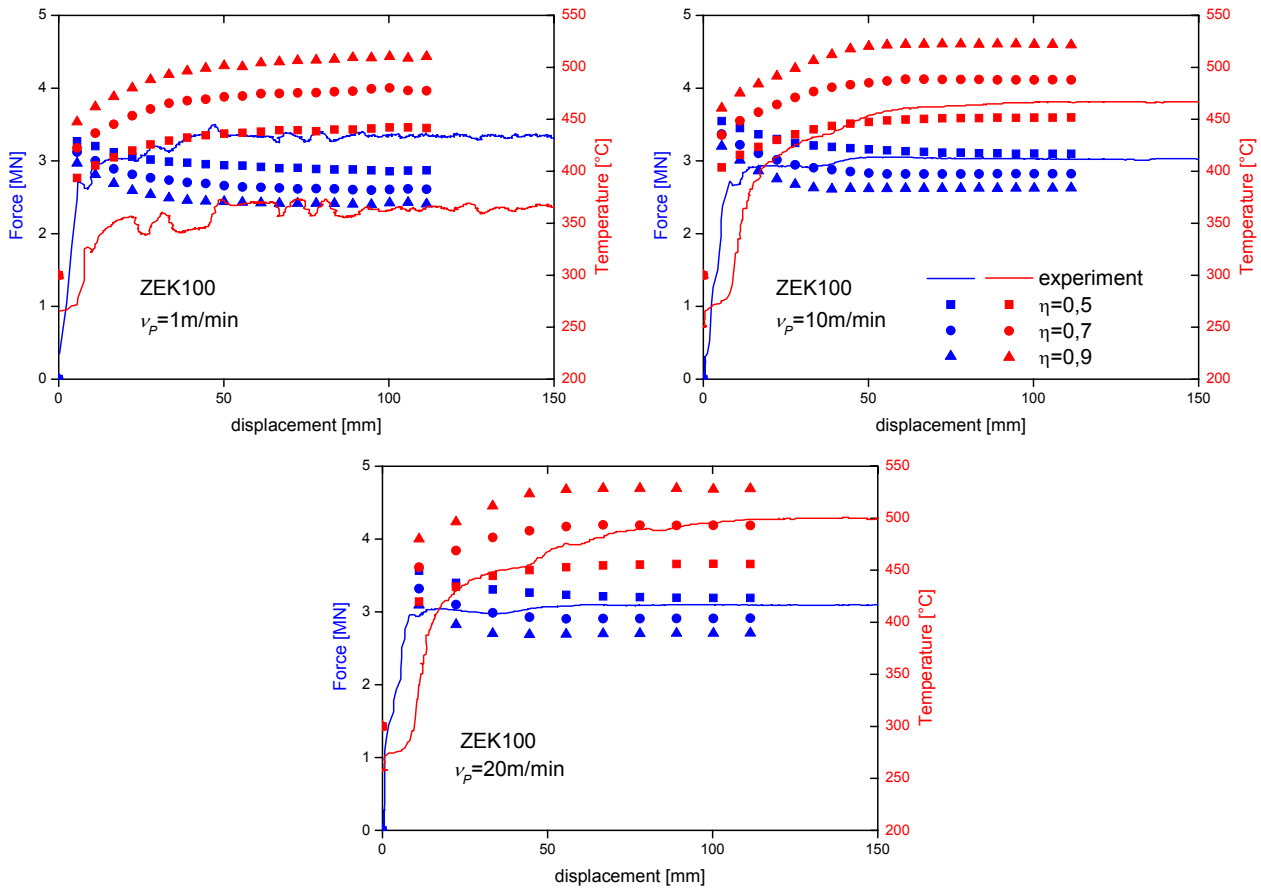 5
4
3
2
1
0
Force [MN]
550
500
450
400
350
300
250
200
Temperature [°C]
ZEK100
νP=1m/min
0
50
100
150
displacement [mm]
5
4
3
2
1
0
Force [MN]
550
500
450
400
350
300
250
200
Temperature [°C]
experiment
η=0,5
η=0,7
η=0,9
ZEK100
νP=10m/min
0
50
100
150
displacement [mm]
5
4
3
2
1
0
Force [MN]
550
500
450
400
350
300
250
200
Temperature [°C]
ZEK100
νP=20m/min
0
50
100
150
displacement [mm]